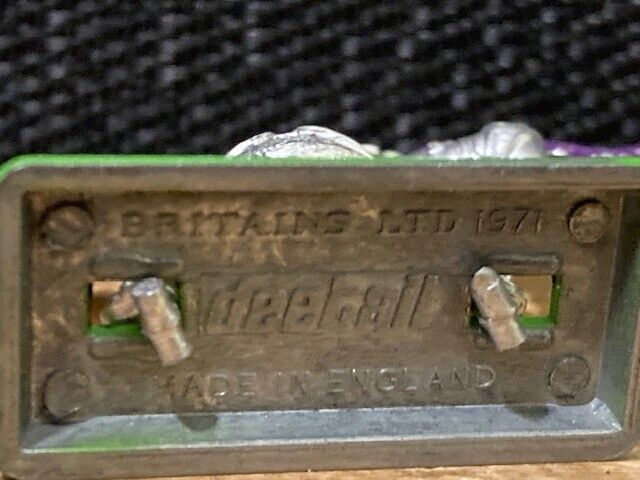 BRITAINS LTD 1971
deetail
MADE IN ENGLAND